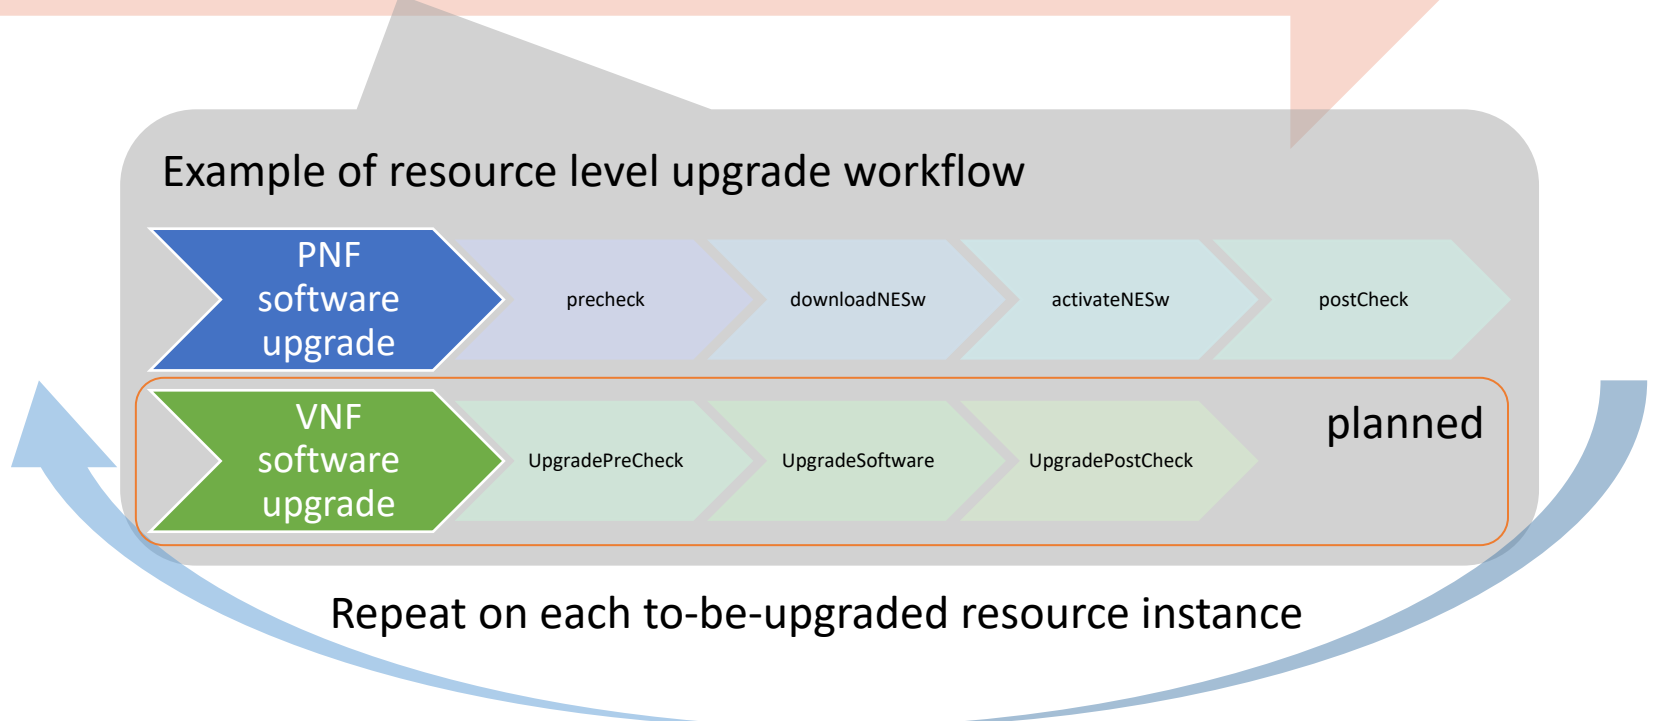 Example of resource level upgrade workflow
PNF
software
upgrade
precheck
downloadNESw
activateNESw
postCheck
VNF
software
upgrade
UpgradePreCheck
UpgradeSoftware
UpgradePostCheck
planned
Repeat on each to-be-upgraded resource instance